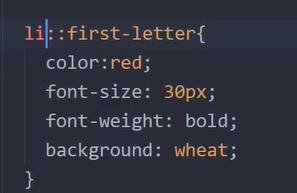 li::first-letter{
color:red;
font-size: 30px;
font-weight: bold;
background: wheat;
}